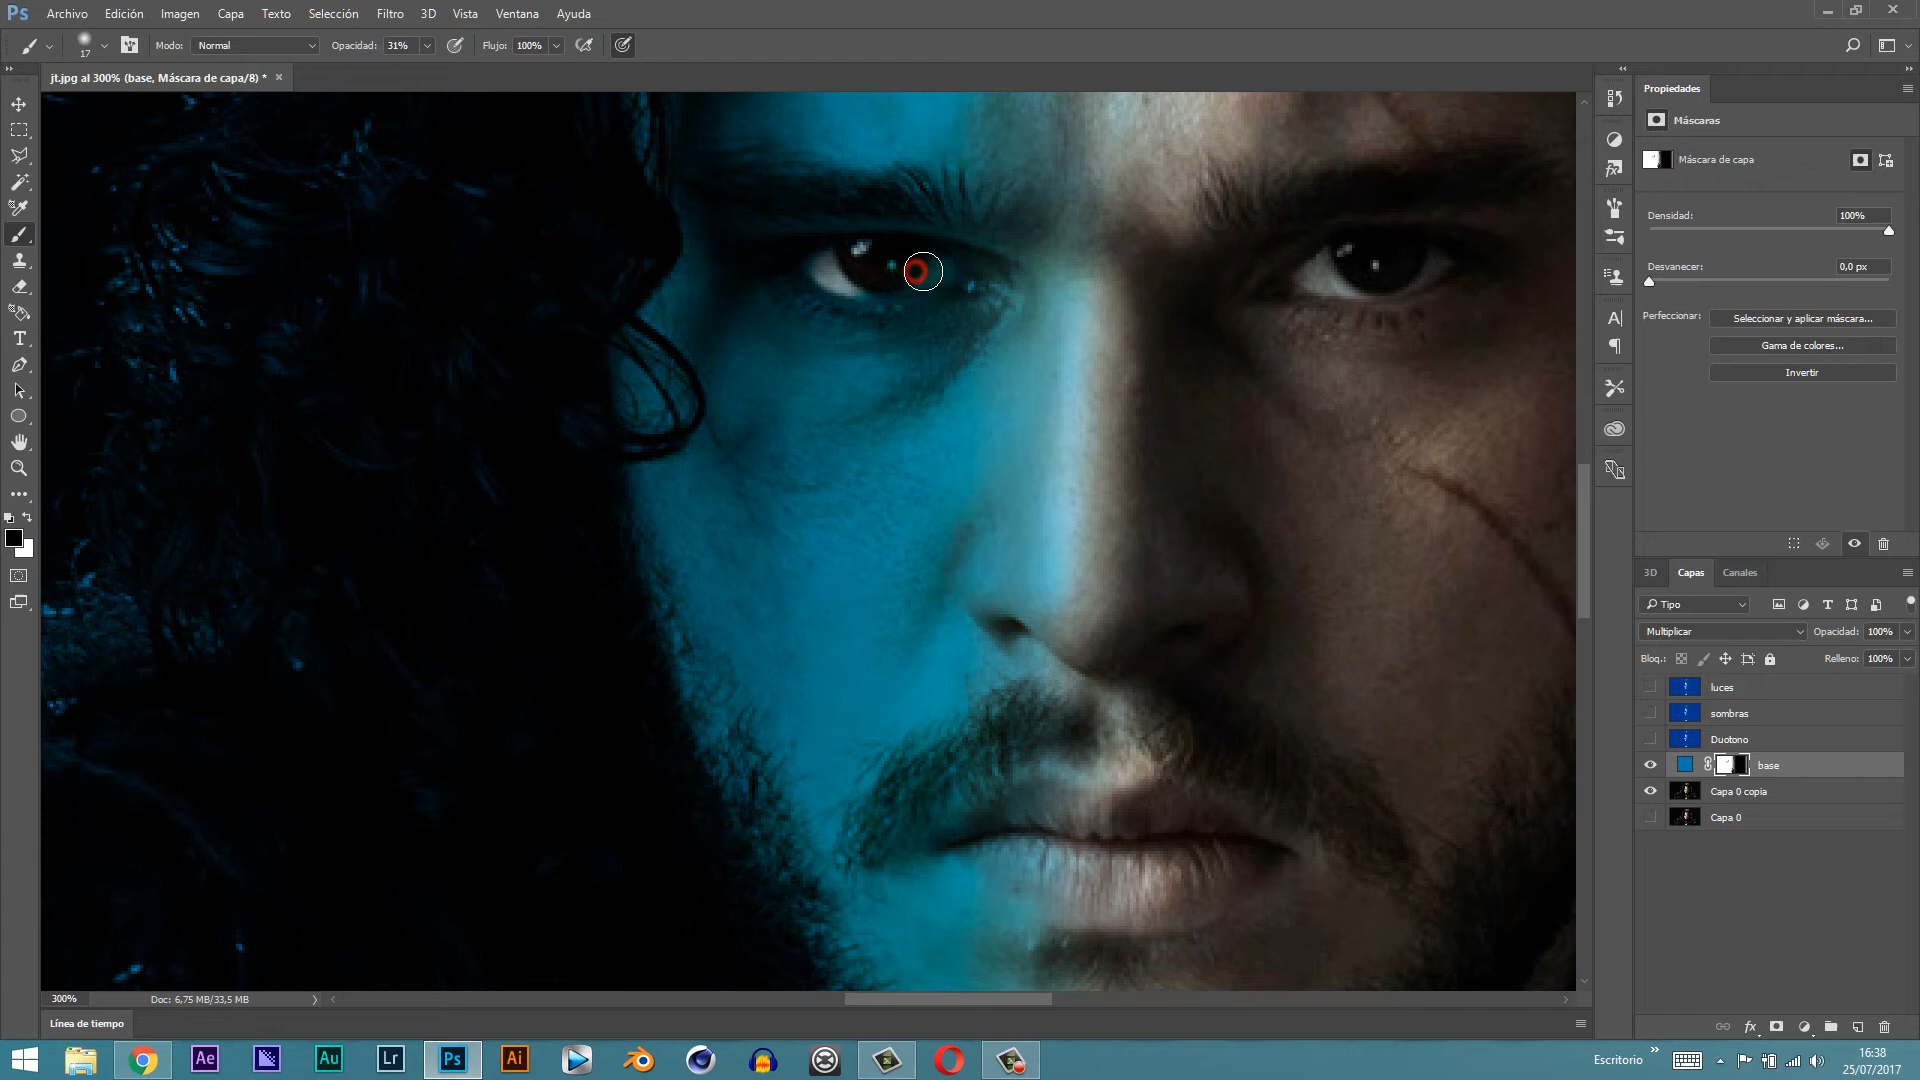 Ps Archivo Edición Imagen Capa Texto Selección Filtro 3D Vista Ventana Ayuda
17 Modo: Normal Opacidad: 31% Flujo: 100%
jt.jpg al 300% (base, Máscara de capa/8) * ×
Propiedades
Máscaras
Máscara de capa
Densidad: 100%
Desvanecer: 0,0 px
Perfeccionar: Seleccionar y aplicar máscara...
Gama de colores...
Invertir
3D Capas Canales
Tipo
Multiplicar Opacidad: 100%
Bloq.: Relleno: 100%
luces
sombras
Duotono
base
Capa 0 copia
Capa 0
300% Doc: 6,75 MB/33,5 MB
Línea de tiempo
Ae Au Lr Ps Ai
Escritorio
16:38
25/07/2017